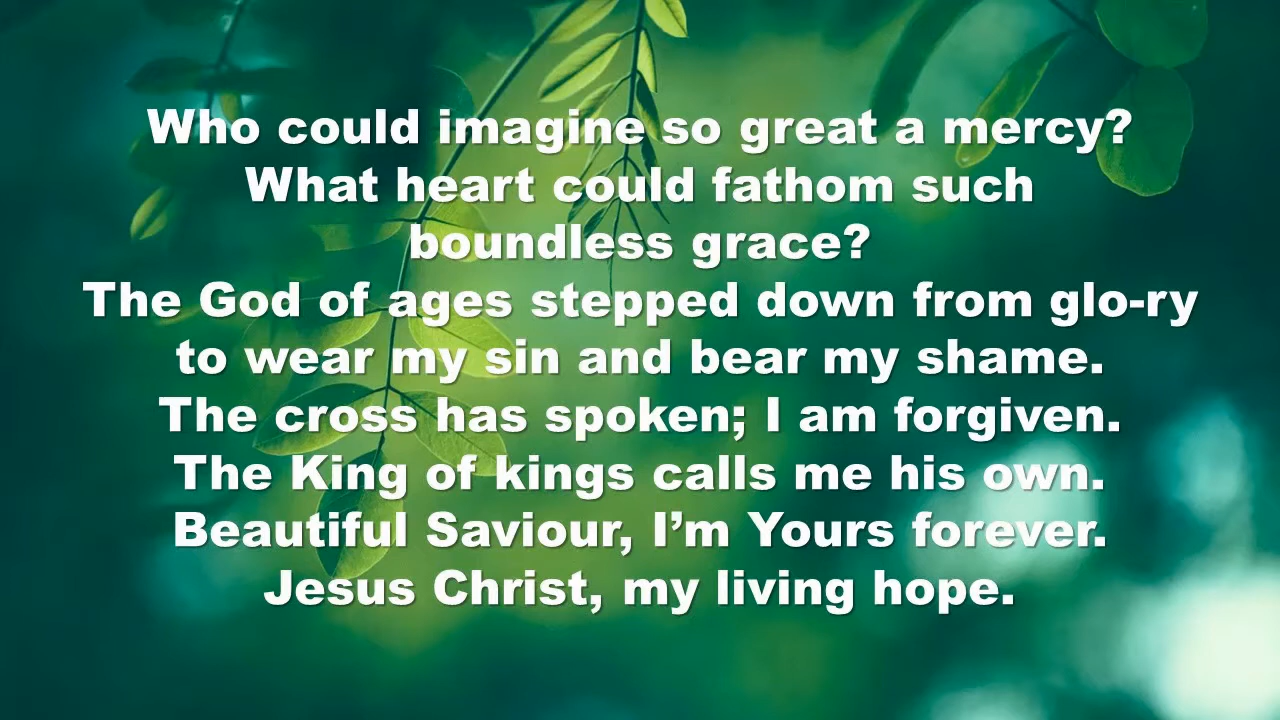 Who could imagine so great a mercy?
What heart could fathom such
boundless grace?
The God of ages stepped down from glo-ry
to wear my sin and bear my shame.
The cross has spoken; I am forgiven.
The King of kings calls me his own.
Beautiful Saviour, I’m Yours forever.
Jesus Christ, my living hope.